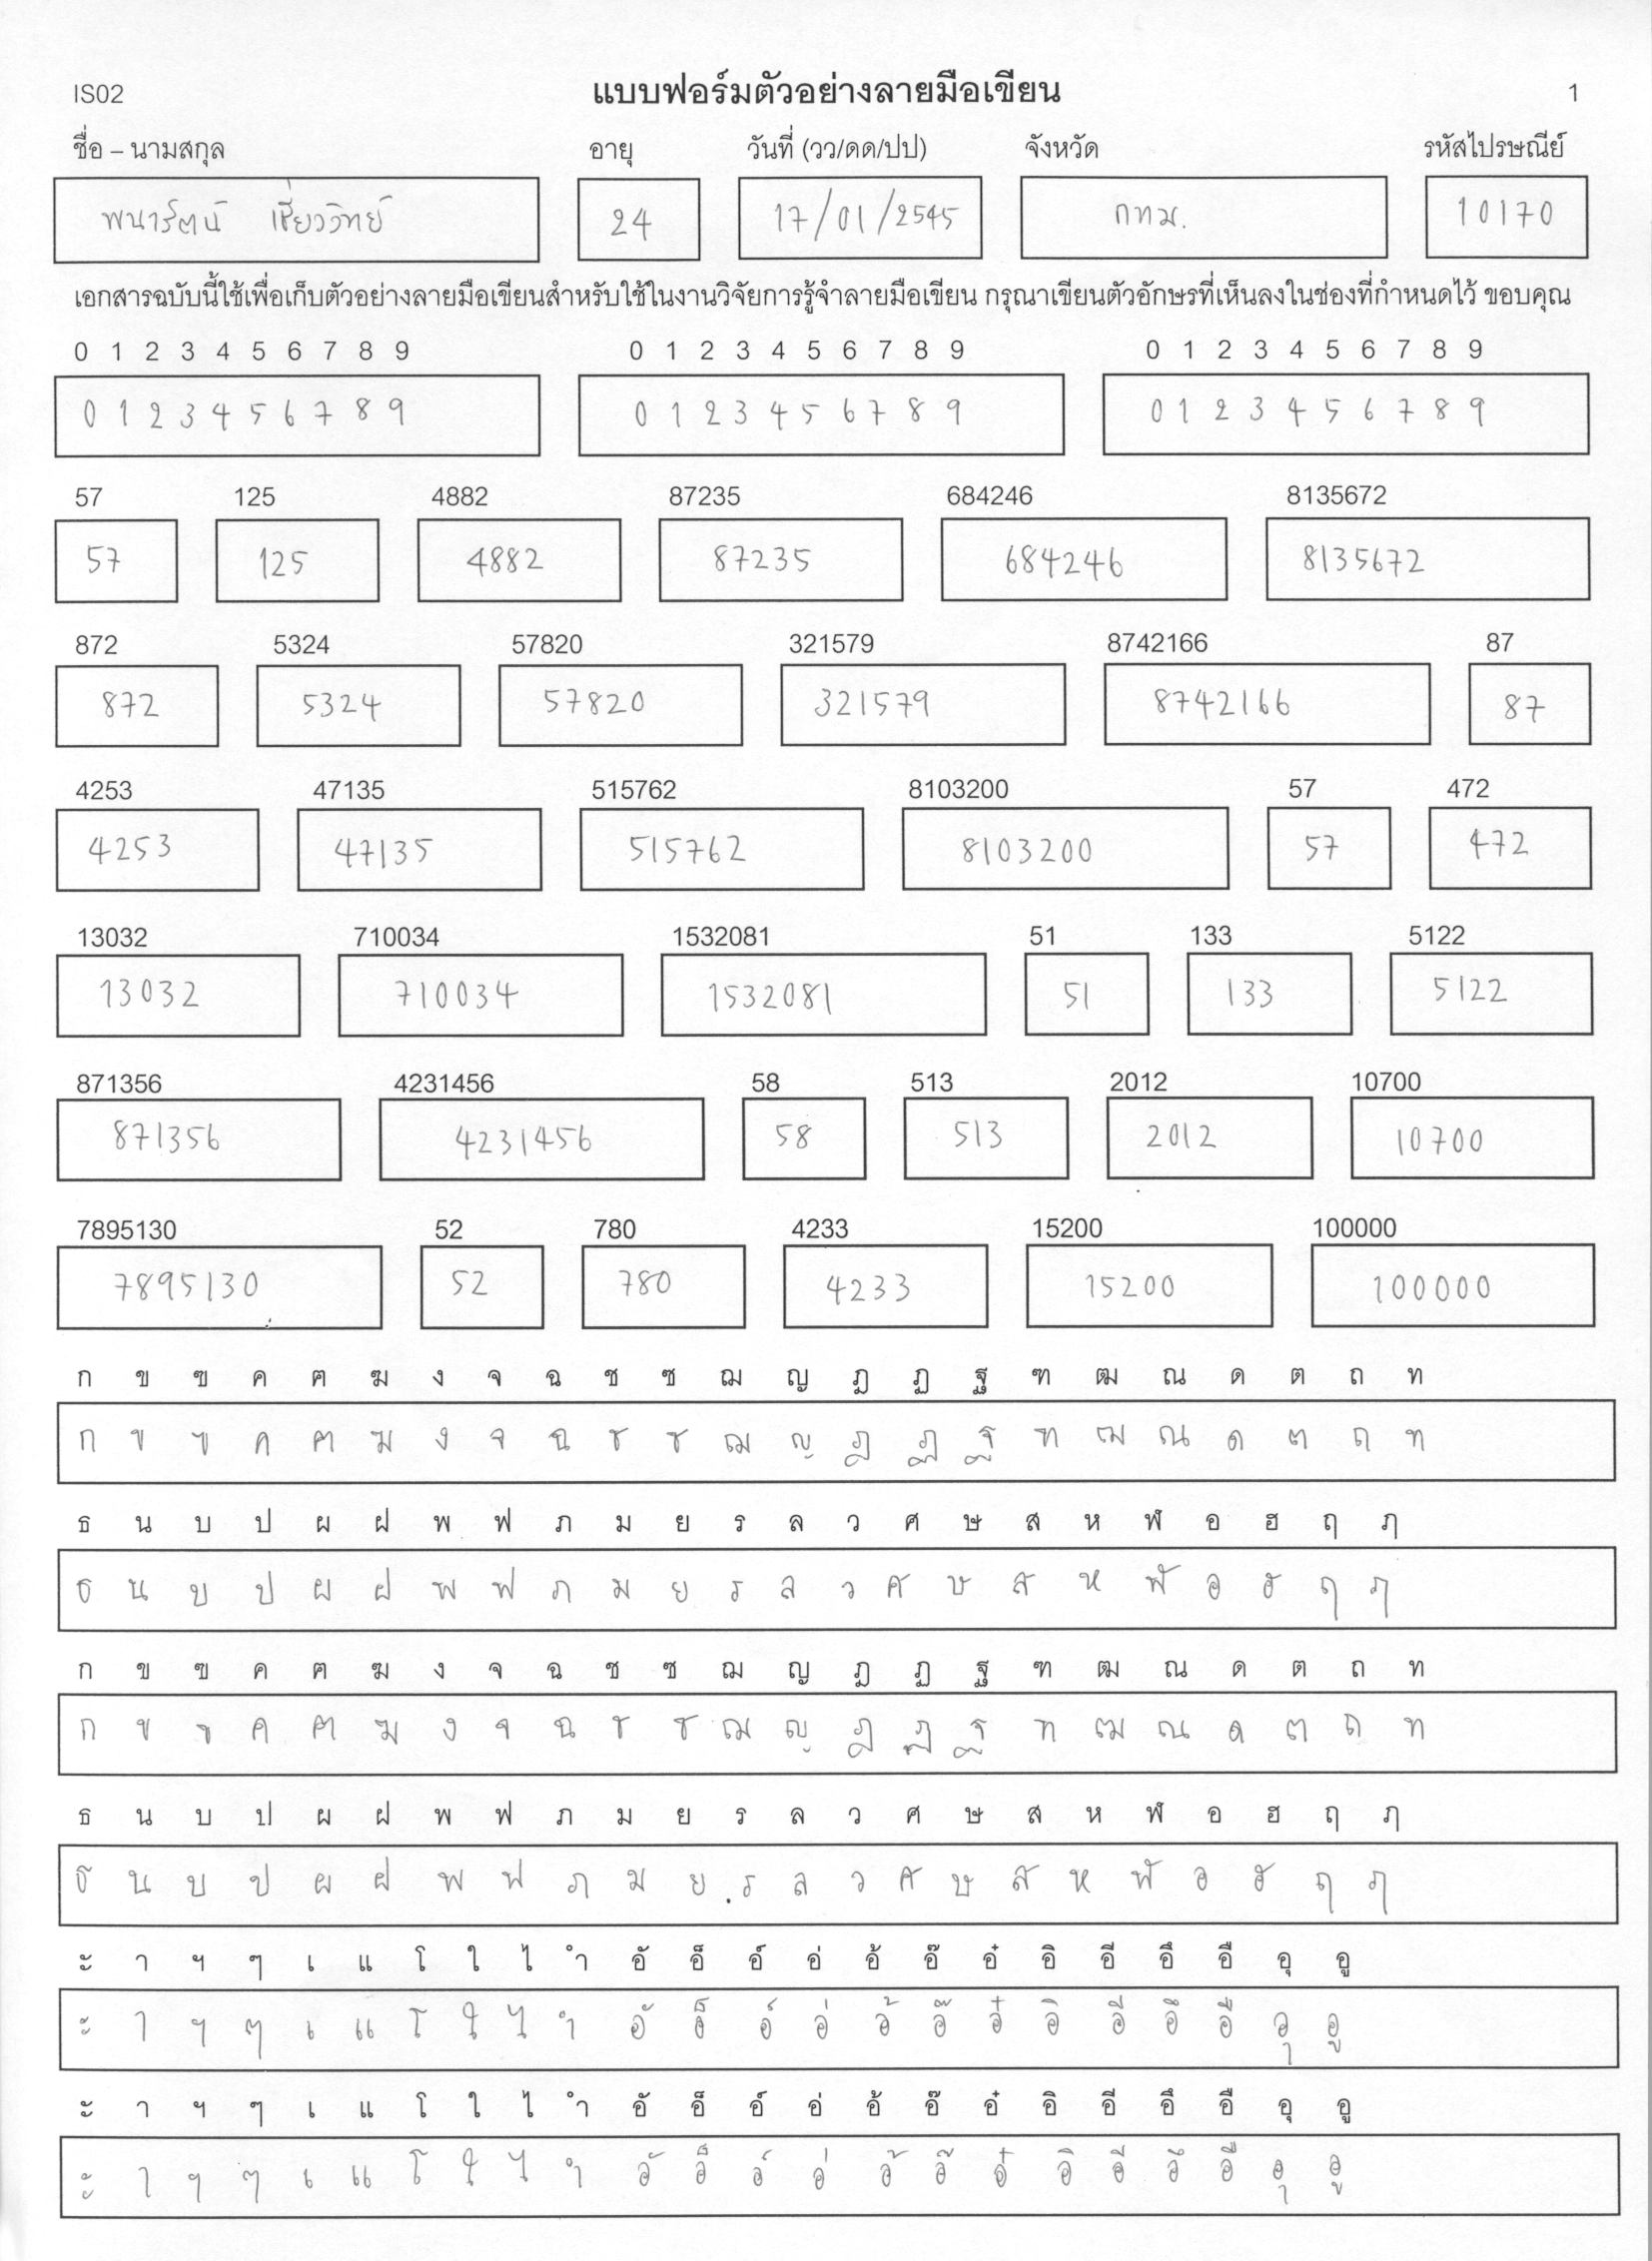 IS02 แบบฟอร์มตัวอย่างลายมือเขียน 1
ชื่อ – นามสกุล อายุ วันที่ (วว/ดด/ปป) จังหวัด รหัสไปรษณีย์
พนารัตน์ เชี่ยววิทย์ 24 17/01/2545 กทม. 10170
เอกสารฉบับนี้ใช้เพื่อเก็บตัวอย่างลายมือเขียนสำหรับใช้ในงานวิจัยการรู้จำลายมือเขียน กรุณาเขียนตัวอักษรที่เห็นลงในช่องที่กำหนดไว้ ขอบคุณ
0 1 2 3 4 5 6 7 8 9 0 1 2 3 4 5 6 7 8 9 0 1 2 3 4 5 6 7 8 9
0 1 2 3 4 5 6 7 8 9 0 1 2 3 4 5 6 7 8 9 0 1 2 3 4 5 6 7 8 9
57 125 4882 87235 684246 8135672
57 125 4882 87235 684246 8135672
872 5324 57820 321579 8742166 87
872 5324 57820 321579 8742166 87
4253 47135 515762 8103200 57 472
4253 47135 515762 8103200 57 472
13032 710034 1532081 51 133 5122
13032 710034 1532081 51 133 5122
871356 4231456 58 513 2012 10700
871356 4231456 58 513 2012 10700
7895130 52 780 4233 15200 100000
7895130 52 780 4233 15200 100000
ก ข ฃ ค ฅ ฆ ง จ ฉ ช ซ ฌ ญ ฎ ฏ ฐ ฑ ฒ ณ ด ต ถ ท
ก ข ฃ ค ฅ ฆ ง จ ฉ ช ซ ฌ ญ ฎ ฏ ฐ ฑ ฒ ณ ด ต ถ ท
ธ น บ ป ผ ฝ พ ฟ ภ ม ย ร ล ว ศ ษ ส ห ฬ อ ฮ ฤ ฦ
ธ น บ ป ผ ฝ พ ฟ ภ ม ย ร ล ว ศ ษ ส ห ฬ อ ฮ ฤ ฦ
ก ข ฃ ค ฅ ฆ ง จ ฉ ช ซ ฌ ญ ฎ ฏ ฐ ฑ ฒ ณ ด ต ถ ท
ก ข ฃ ค ฅ ฆ ง จ ฉ ช ซ ฌ ญ ฎ ฏ ฐ ฑ ฒ ณ ด ต ถ ท
ธ น บ ป ผ ฝ พ ฟ ภ ม ย ร ล ว ศ ษ ส ห ฬ อ ฮ ฤ ฦ
ธ น บ ป ผ ฝ พ ฟ ภ ม ย ร ล ว ศ ษ ส ห ฬ อ ฮ ฤ ฦ
ะ า ฯ ๆ เ แ โ ใ ไ ำ อั อ็ อ์ อ่ อ้ อ๊ อ๋ อิ อี อึ อื อุ อู
ะ า ฯ ๆ เ แ โ ใ ไ ำ อั อ็ อ์ อ่ อ้ อ๊ อ๋ อิ อี อึ อื อุ อู
ะ า ฯ ๆ เ แ โ ใ ไ ำ อั อ็ อ์ อ่ อ้ อ๊ อ๋ อิ อี อึ อื อุ อู
ะ า ฯ ๆ เ แ โ ใ ไ ำ อั อ็ อ์ อ่ อ้ อ๊ อ๋ อิ อี อึ อื อุ อู